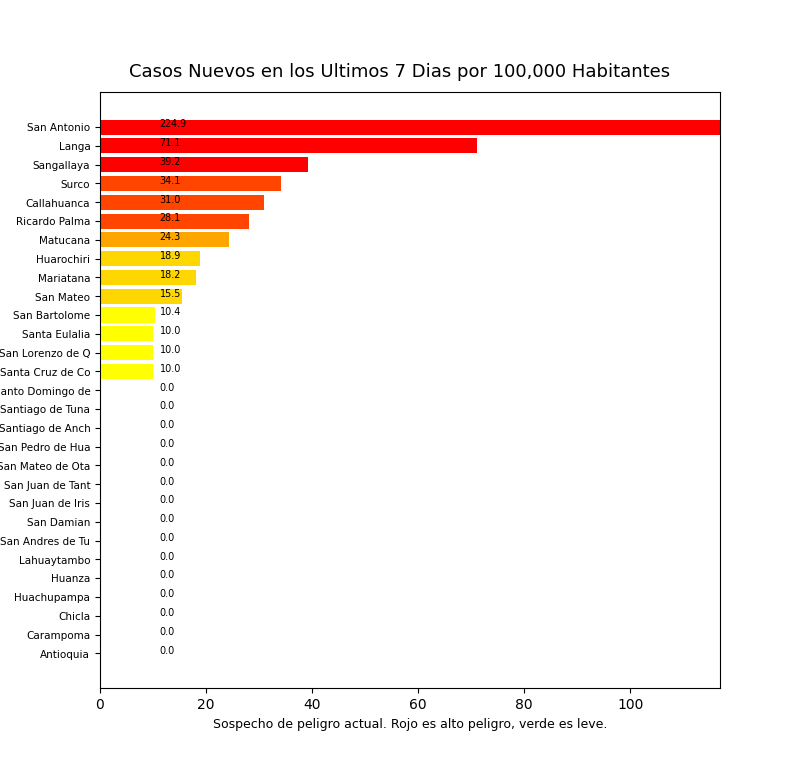 Casos Nuevos en los Ultimos 7 Dias por 100,000 Habitantes
San Antonio 224.9
Langa 71.1
Sangallaya 39.2
Surco 34.1
Callahuanca 31.0
Ricardo Palma 28.1
Matucana 24.3
Huarochiri 18.9
Mariatana 18.2
San Mateo 15.5
San Bartolome 10.4
Santa Eulalia 10.0
San Lorenzo de Q 10.0
Santa Cruz de Co 10.0
anto Domingo de 0.0
Santiago de Tuna 0.0
Santiago de Anch 0.0
San Pedro de Hua 0.0
San Mateo de Ota 0.0
San Juan de Tant 0.0
San Juan de Iris 0.0
San Damian 0.0
San Andres de Tu 0.0
Lahuaytambo 0.0
Huanza 0.0
Huachupampa 0.0
Chicla 0.0
Carampoma 0.0
Antioquia 0.0
0 20 40 60 80 100
Sospecho de peligro actual. Rojo es alto peligro, verde es leve.